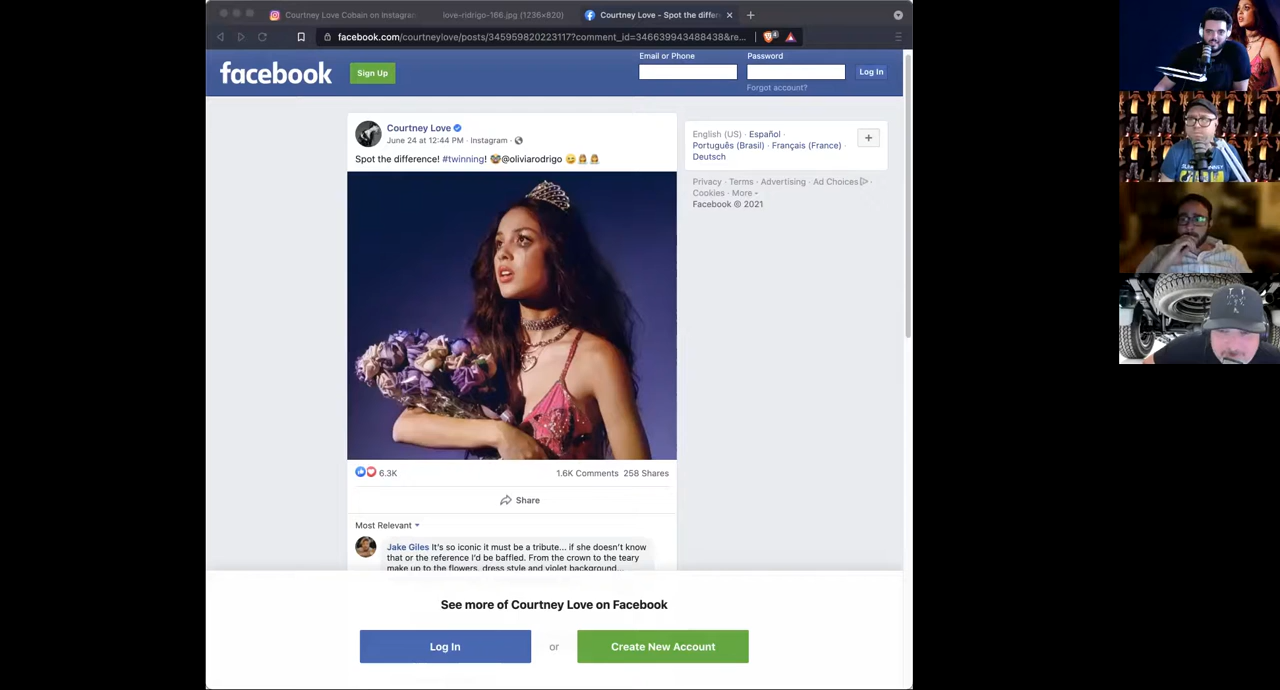 Courtney Love Cobain on Instagram
love-ridrigo-166.jpg (1236×820)
Courtney Love - Spot the differen
facebook.com/courtneylove/posts/345959820223117?comment_id=346639943488438&re...
4
facebook
Sign Up
Email or Phone
Password
Log In
Forgot account?
Courtney Love
June 24 at 12:44 PM · Instagram ·
Spot the difference! #twinning! @oliviarodrigo
6.3K
1.6K Comments 258 Shares
Share
Most Relevant
Jake Giles It's so iconic it must be a tribute... if she doesn't know
that or the reference I'd be baffled. From the crown to the teary
make up to the flowers, dress style and violet background...
English (US) · Español ·
Português (Brasil) · Français (France) ·
Deutsch
Privacy · Terms · Advertising · Ad Choices ·
Cookies · More
Facebook © 2021
See more of Courtney Love on Facebook
Log In
or
Create New Account